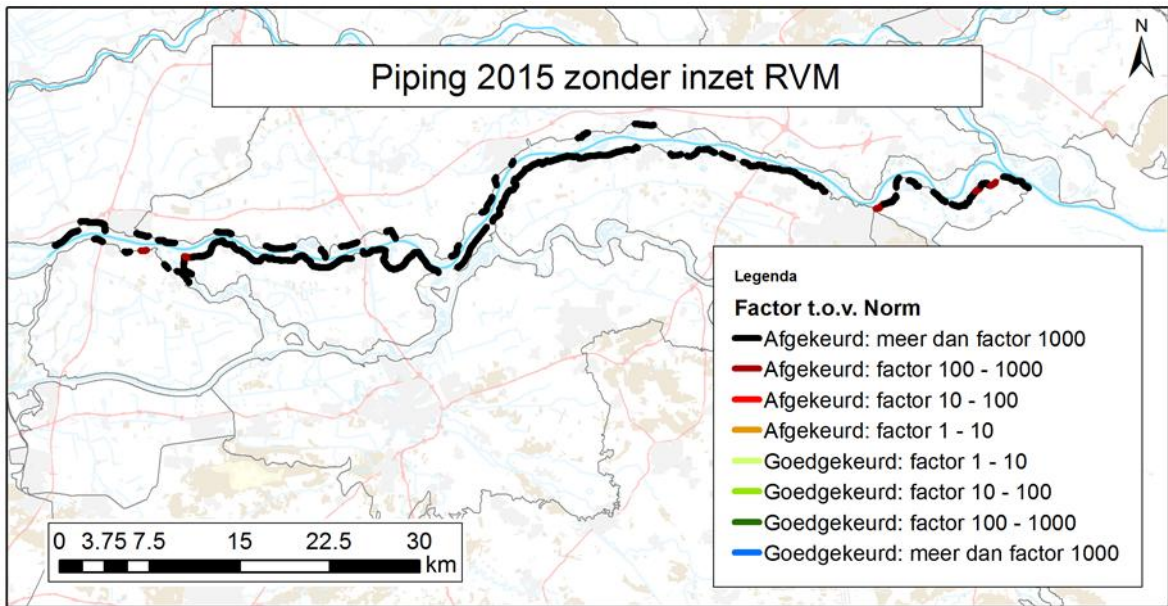 Piping 2015 zonder inzet RVM
N
Legenda
Factor t.o.v. Norm
Afgekeurd: meer dan factor 1000
Afgekeurd: factor 100 - 1000
Afgekeurd: factor 10 - 100
Afgekeurd: factor 1 - 10
Goedgekeurd: factor 1 - 10
Goedgekeurd: factor 10 - 100
Goedgekeurd: factor 100 - 1000
Goedgekeurd: meer dan factor 1000
0 3.75 7.5 15 22.5 30
km